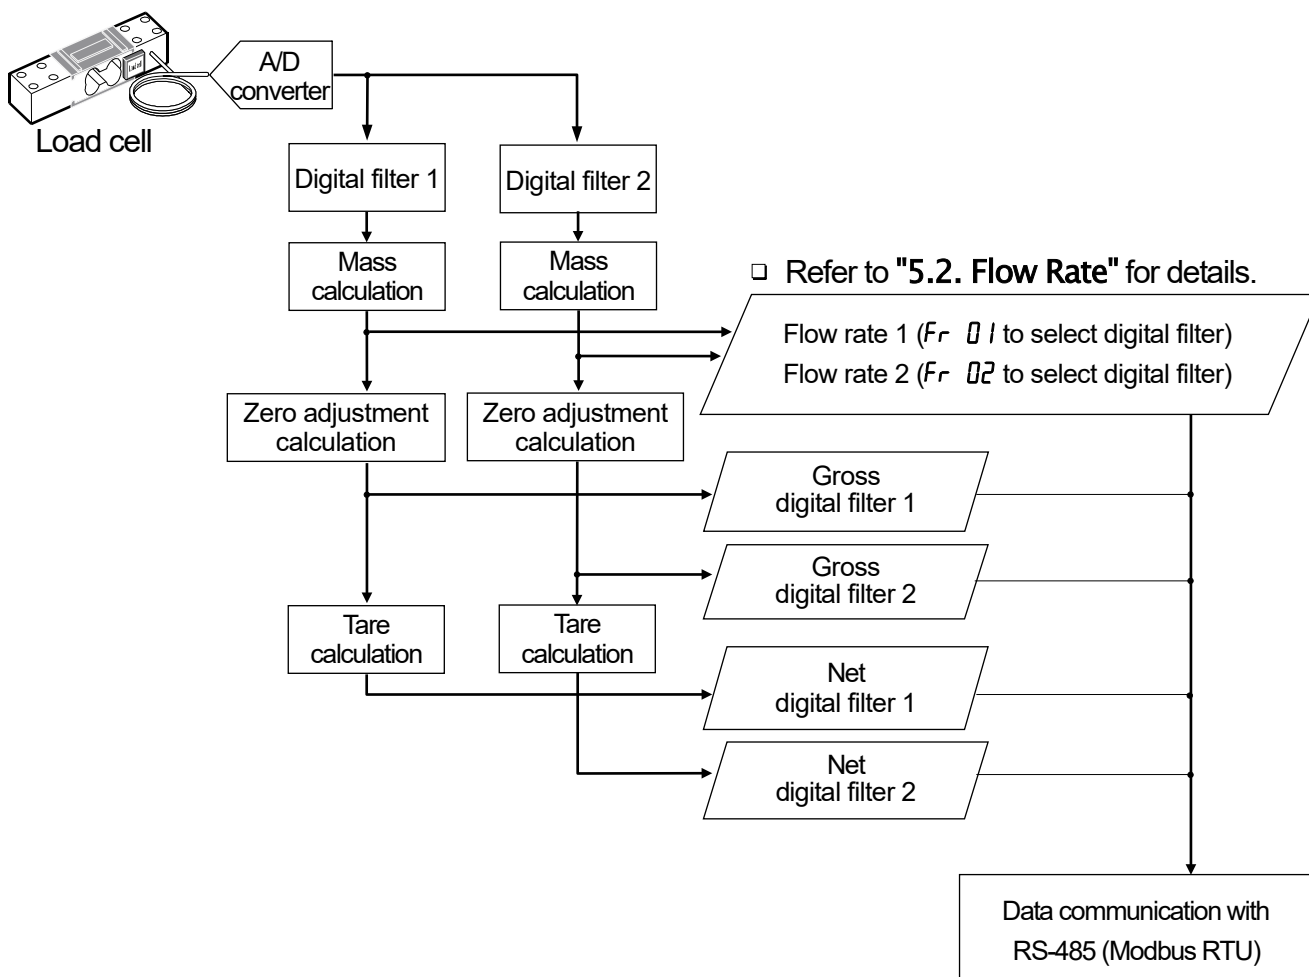 A/D
converter
Load cell
Digital filter 1
Digital filter 2
Mass
calculation
Mass
calculation
❏ Refer to "5.2. Flow Rate" for details.
Flow rate 1 (Fr 01 to select digital filter)
Flow rate 2 (Fr 02 to select digital filter)
Zero adjustment
calculation
Zero adjustment
calculation
Gross
digital filter 1
Gross
digital filter 2
Tare
calculation
Tare
calculation
Net
digital filter 1
Net
digital filter 2
Data communication with
RS-485 (Modbus RTU)